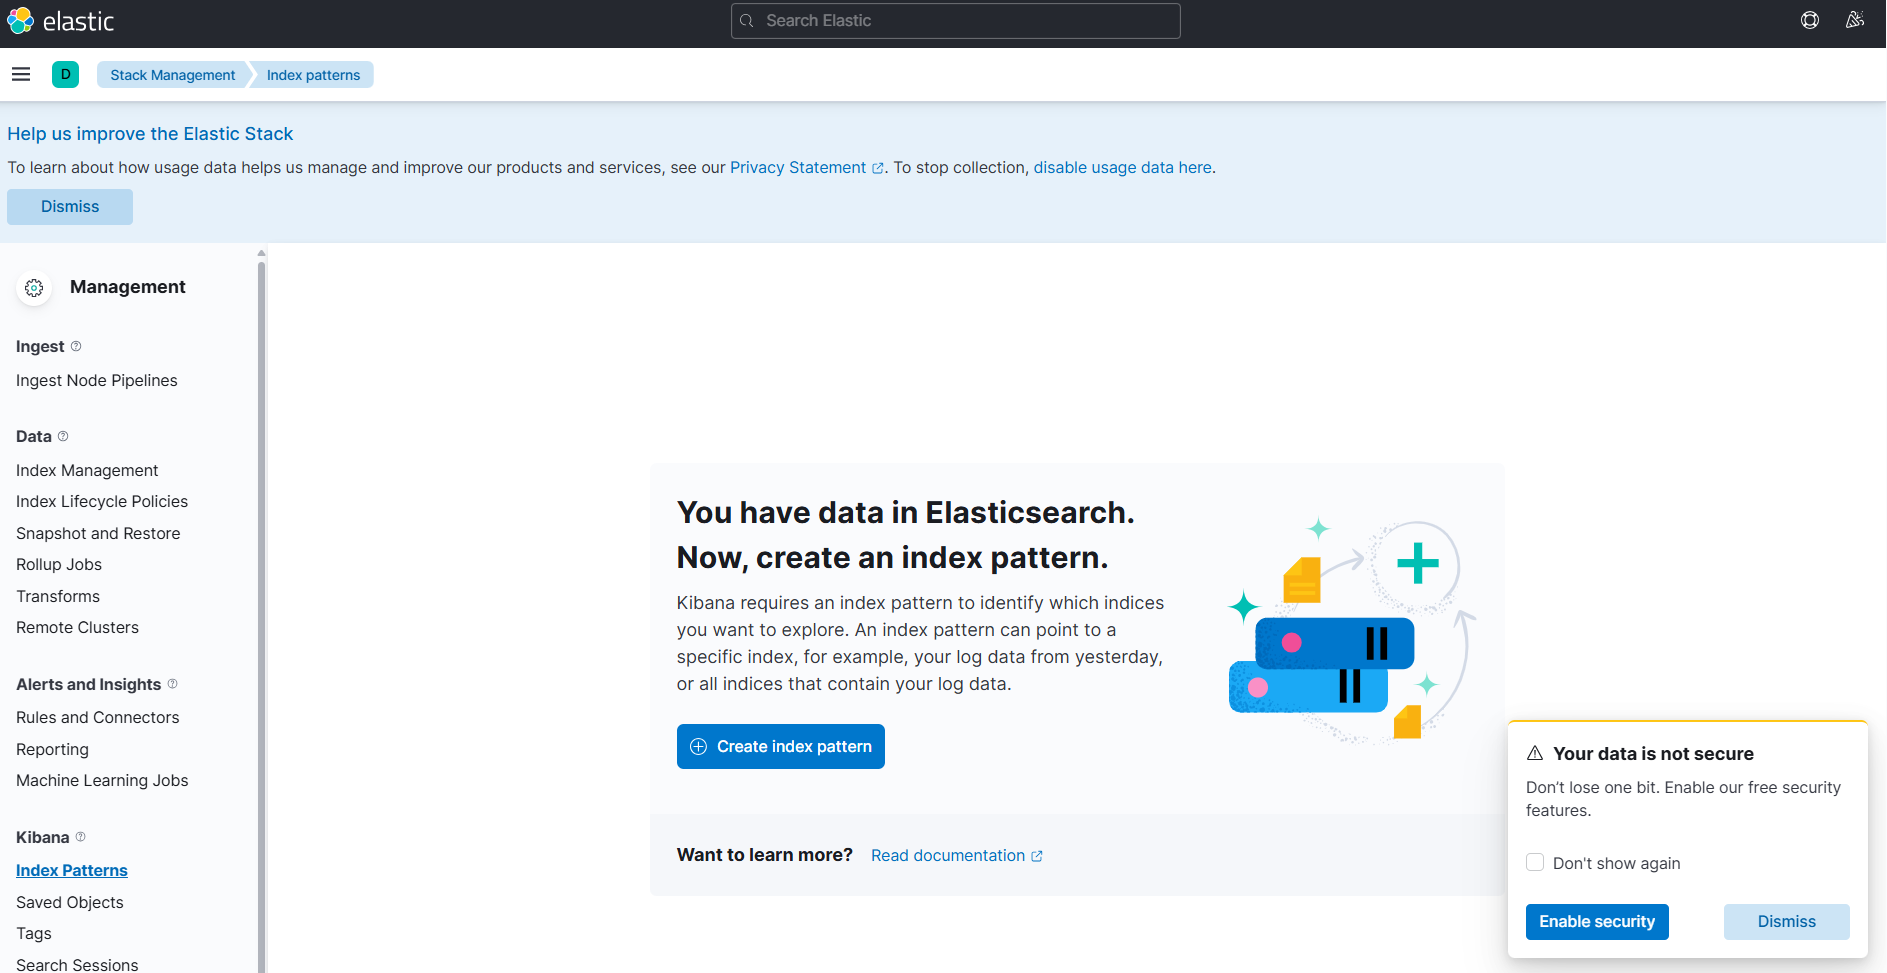 elastic
Search Elastic
D
Stack Management
Index patterns
Help us improve the Elastic Stack
To learn about how usage data helps us manage and improve our products and services, see our Privacy Statement. To stop collection, disable usage data here.
Dismiss
Management
Ingest
Ingest Node Pipelines
Data
Index Management
Index Lifecycle Policies
Snapshot and Restore
Rollup Jobs
Transforms
Remote Clusters
Alerts and Insights
Rules and Connectors
Reporting
Machine Learning Jobs
Kibana
Index Patterns
Saved Objects
Tags
Search Sessions
You have data in Elasticsearch.
Now, create an index pattern.
Kibana requires an index pattern to identify which indices
you want to explore. An index pattern can point to a
specific index, for example, your log data from yesterday,
or all indices that contain your log data.
Create index pattern
Want to learn more? Read documentation
Your data is not secure
Don’t lose one bit. Enable our free security
features.
Don't show again
Enable security
Dismiss